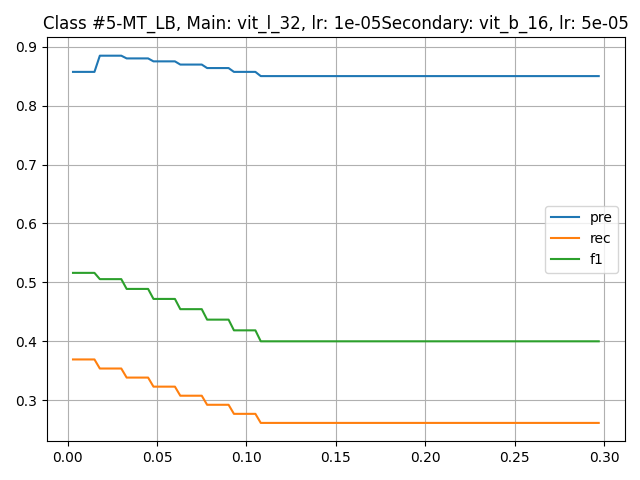 Class #5-MT_LB, Main: vit_l_32, lr: 1e-05Secondary: vit_b_16, lr: 5e-05
0.9
0.8
0.7
0.6
0.5
0.4
0.3
pre
rec
f1
0.00 0.05 0.10 0.15 0.20 0.25 0.30